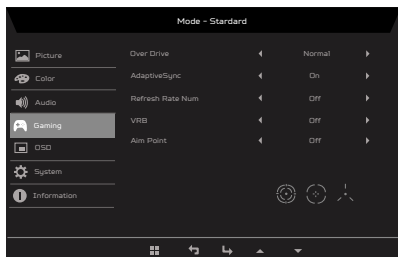 Mode - Standard
Picture
Color
Audio
Gaming
OSD
System
Information
Over Drive Normal
AdaptiveSync On
Refresh Rate Num Off
VRB Off
Aim Point Off